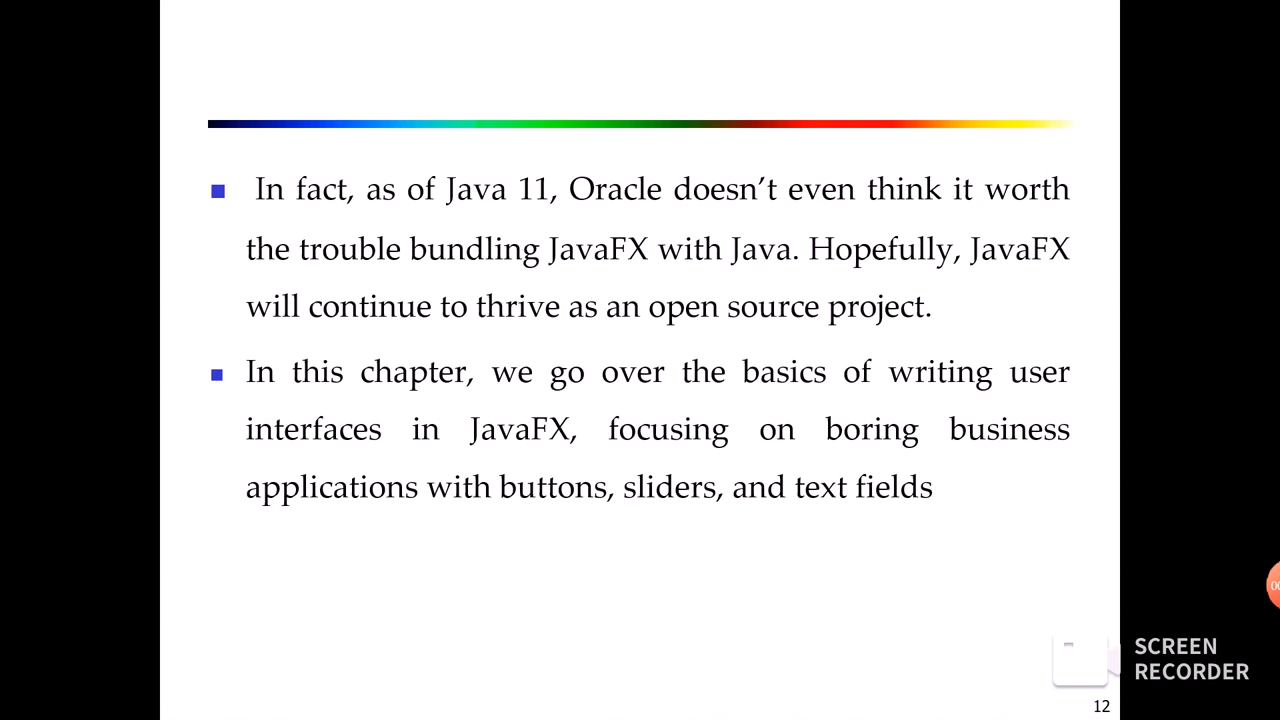 In fact, as of Java 11, Oracle doesn’t even think it worth
the trouble bundling JavaFX with Java. Hopefully, JavaFX
will continue to thrive as an open source project.
In this chapter, we go over the basics of writing user
interfaces in JavaFX, focusing on boring business
applications with buttons, sliders, and text fields
00
SCREEN
RECORDER
12